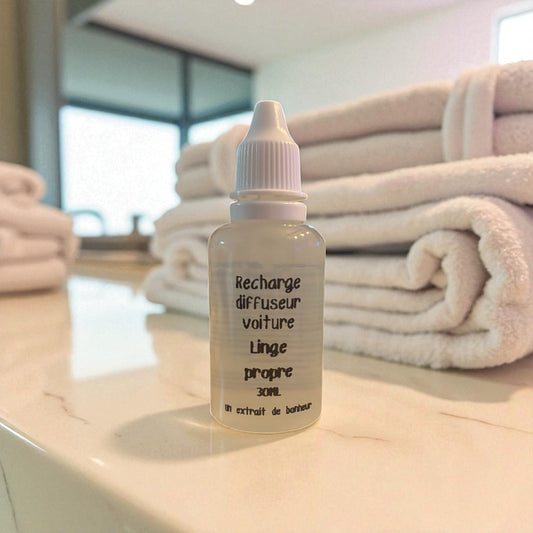 Recharge
diffuseur
voiture
Linge
propre
30ML
un extrait de bonheur